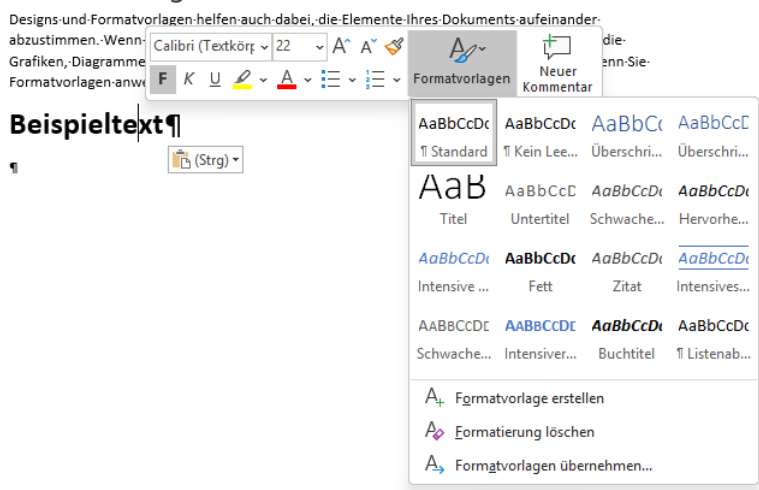 Designs und Formatvorlagen helfen auch dabei, die Elemente Ihres Dokuments aufeinander
abzustimmen. Wenn die
Grafiken, Diagramme enn Sie
Formatvorlagen anwe
Calibri (Textkörp 22 A A
F K U A
Formatvorlagen
Neuer
Kommentar
Beispieltext¶
(Strg)
¶
AaBbCcDc AaBbCcDc AaBbCc AaBbCcD
¶ Standard ¶ Kein Lee... Überschri... Überschri...
AaB AaBbCcD AaBbCcDc AaBbCcDc
Titel Untertitel Schwache... Hervorhe...
AaBbCcDc AaBbCcDc AaBbCcDc AaBbCcDc
Intensive ... Fett Zitat Intensives...
AABBCCDE AABBCCDE AaBbCcDc AaBbCcDc
Schwache... Intensiver... Buchtitel ¶ Listenab...
Formatvorlage erstellen
Formatierung löschen
Formatvorlagen übernehmen...